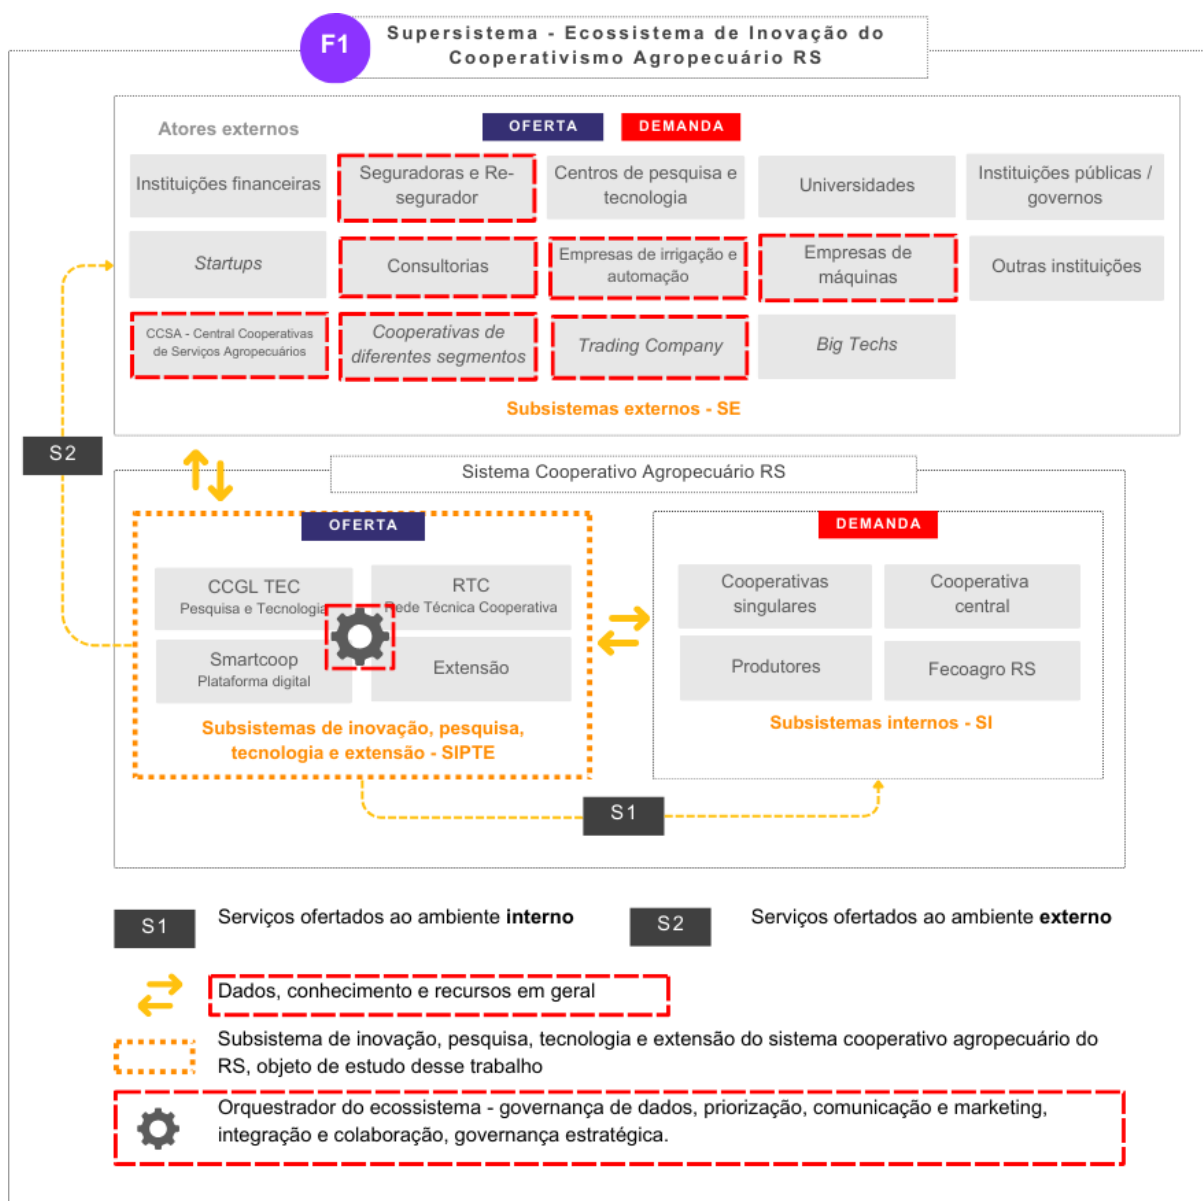 F1
Supersistema - Ecossistema de Inovação do
Cooperativismo Agropecuário RS
Atores externos
OFERTA
DEMANDA
Instituições financeiras
Seguradoras e Re-
segurador
Centros de pesquisa e
tecnologia
Universidades
Instituições públicas /
governos
Startups
Consultorias
Empresas de irrigação e
automação
Empresas de
máquinas
Outras instituições
CCSA - Central Cooperativas
de Serviços Agropecuários
Cooperativas de
diferentes segmentos
Trading Company
Big Techs
Subsistemas externos - SE
S2
Sistema Cooperativo Agropecuário RS
OFERTA
CCGL TEC
Pesquisa e Tecnologia
RTC
Rede Técnica Cooperativa
Smartcoop
Plataforma digital
Extensão
Subsistemas de inovação, pesquisa,
tecnologia e extensão - SIPTE
DEMANDA
Cooperativas
singulares
Cooperativa
central
Produtores
Fecoagro RS
Subsistemas internos - SI
S1
S1
Serviços ofertados ao ambiente interno
S2
Serviços ofertados ao ambiente externo
Dados, conhecimento e recursos em geral
Subsistema de inovação, pesquisa, tecnologia e extensão do sistema cooperativo agropecuário do
RS, objeto de estudo desse trabalho
Orquestrador do ecossistema - governança de dados, priorização, comunicação e marketing,
integração e colaboração, governança estratégica.